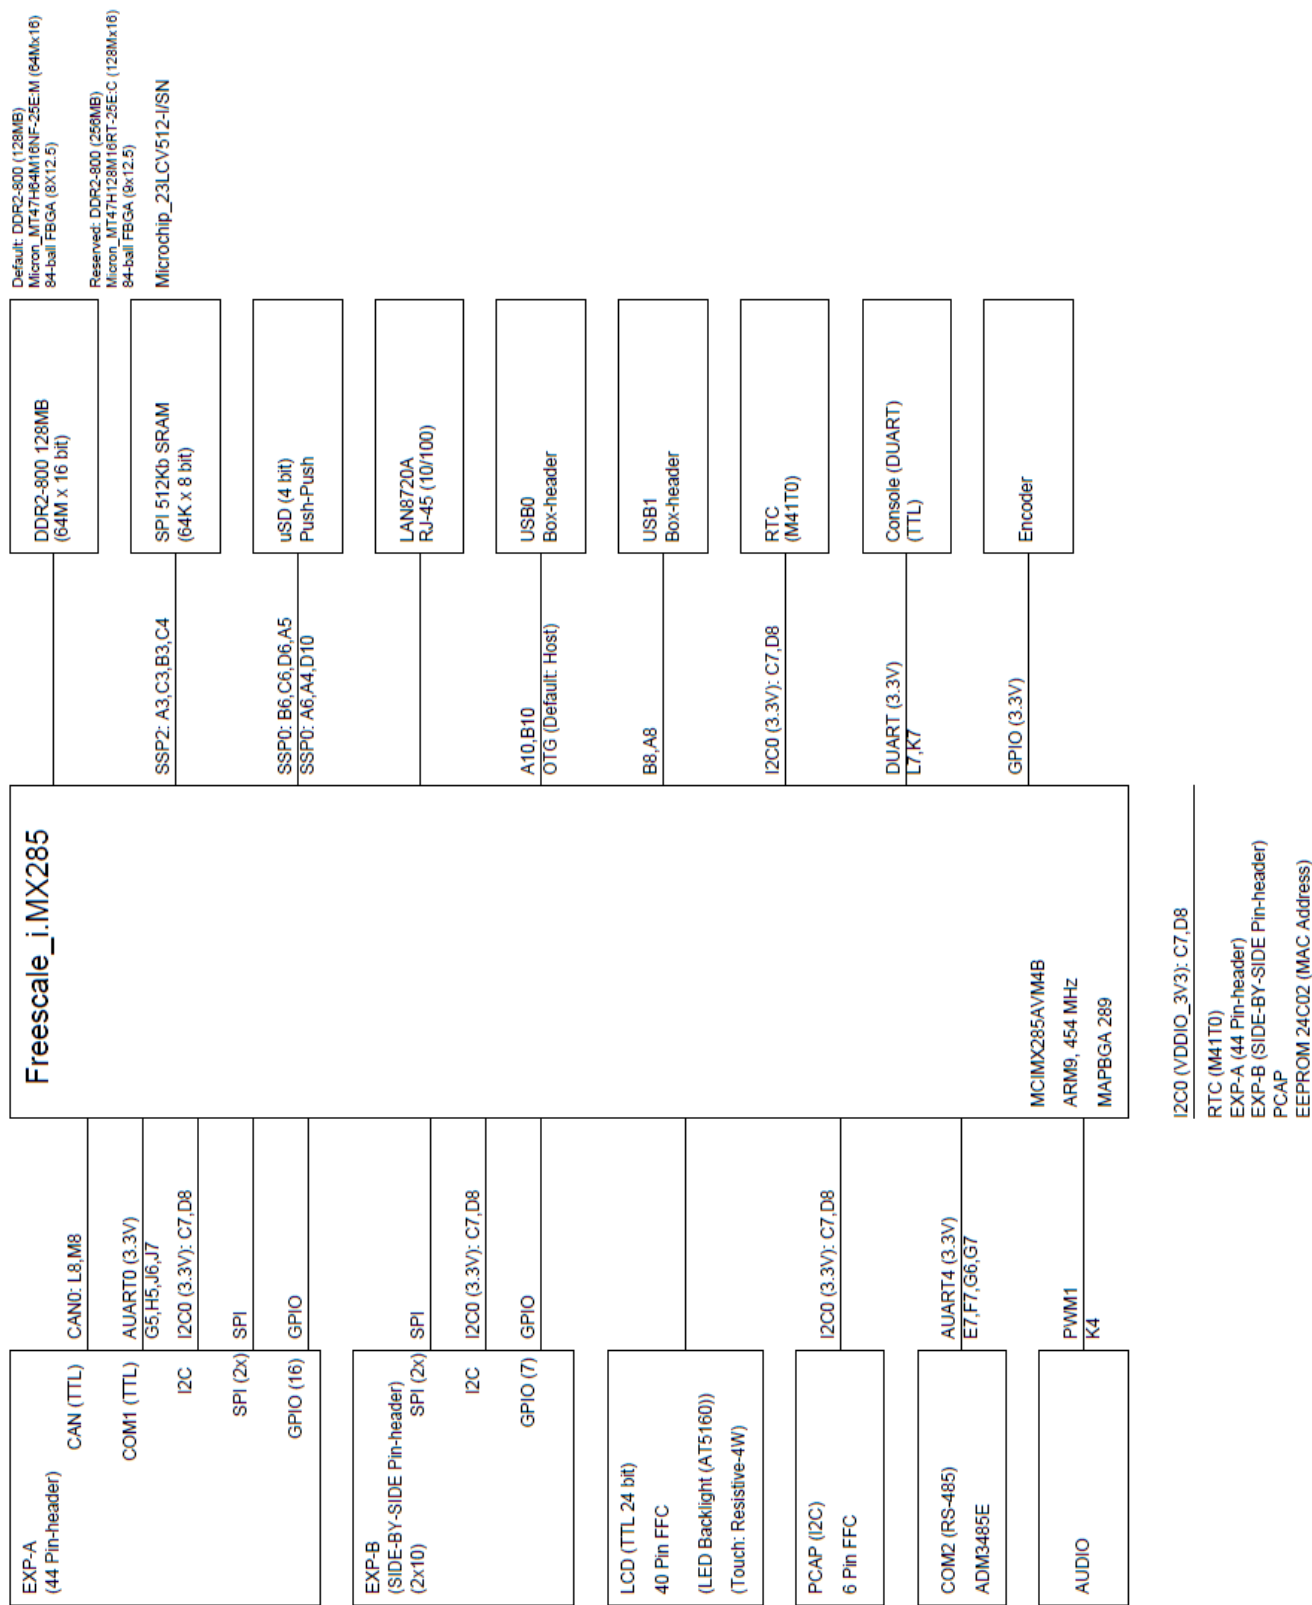 EXP-A
(44 Pin-header)
CAN (TTL)
COM1 (TTL)
I2C
SPI (2x)
GPIO (16)
CAN0: L8,M8
AUART0 (3.3V)
G5,H5,J6,J7
I2C0 (3.3V): C7,D8
SPI
GPIO
EXP-B
(SIDE-BY-SIDE Pin-header)
(2x10)
SPI (2x)
I2C
GPIO (7)
SPI
I2C0 (3.3V): C7,D8
GPIO
LCD (TTL 24 bit)
40 Pin FFC
(LED Backlight (AT5160))
(Touch: Resistive-4W)
PCAP (I2C)
6 Pin FFC
I2C0 (3.3V): C7,D8
COM2 (RS-485)
ADM3485E
AUART4 (3.3V)
E7,F7,G6,G7
AUDIO
PWM1
K4
Freescale_i.MX285
MCIMX285AVM4B
ARM9, 454 MHz
MAPBGA 289
DDR2-800 128MB
(64M x 16 bit)
Default: DDR2-800 (128MB)
Micron_MT47H64M16NF-25E:M (64Mx16)
84-ball FBGA (8X12.5)
Reserved: DDR2-800 (256MB)
Micron_MT47H128M16RT-25E:C (128Mx16)
84-ball FBGA (9x12.5)
SSP2: A3,C3,B3,C4
SPI 512Kb SRAM
(64K x 8 bit)
Microchip_23LCV512-I/SN
SSP0: B6,C6,D6,A5
SSP0: A6,A4,D10
uSD (4 bit)
Push-Push
LAN8720A
RJ-45 (10/100)
A10,B10
OTG (Default: Host)
USB0
Box-header
B8,A8
USB1
Box-header
I2C0 (3.3V): C7,D8
RTC
(M41T0)
DUART (3.3V)
L7,K7
Console (DUART)
(TTL)
GPIO (3.3V)
Encoder
I2C0 (VDDIO_3V3): C7,D8
RTC (M41T0)
EXP-A (44 Pin-header)
EXP-B (SIDE-BY-SIDE Pin-header)
PCAP
EEPROM 24C02 (MAC Address)